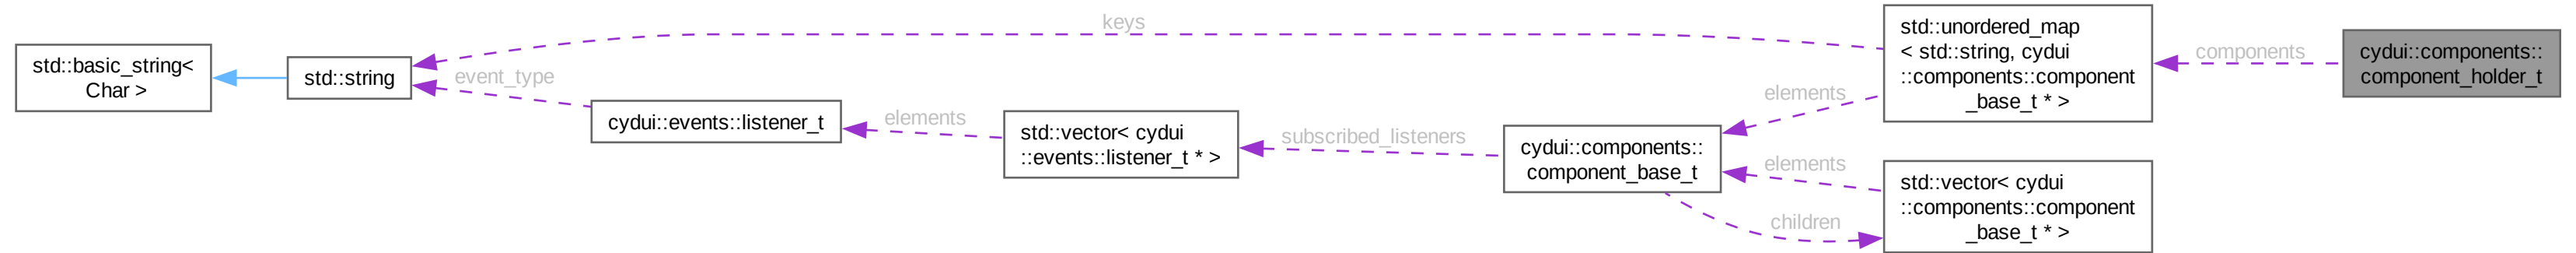 std::basic_string<
Char >
std::string
keys
event_type
cydui::events::listener_t
elements
std::vector< cydui
::events::listener_t * >
subscribed_listeners
cydui::components::
component_base_t
elements
elements
children
std::unordered_map
< std::string, cydui
::components::component
_base_t * >
std::vector< cydui
::components::component
_base_t * >
components
cydui::components::
component_holder_t